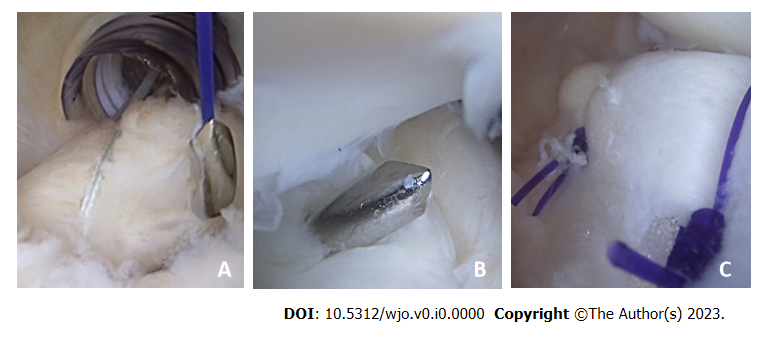 A
B
C
DOI: 10.5312/wjo.v0.i0.0000 Copyright ©The Author(s) 2023.